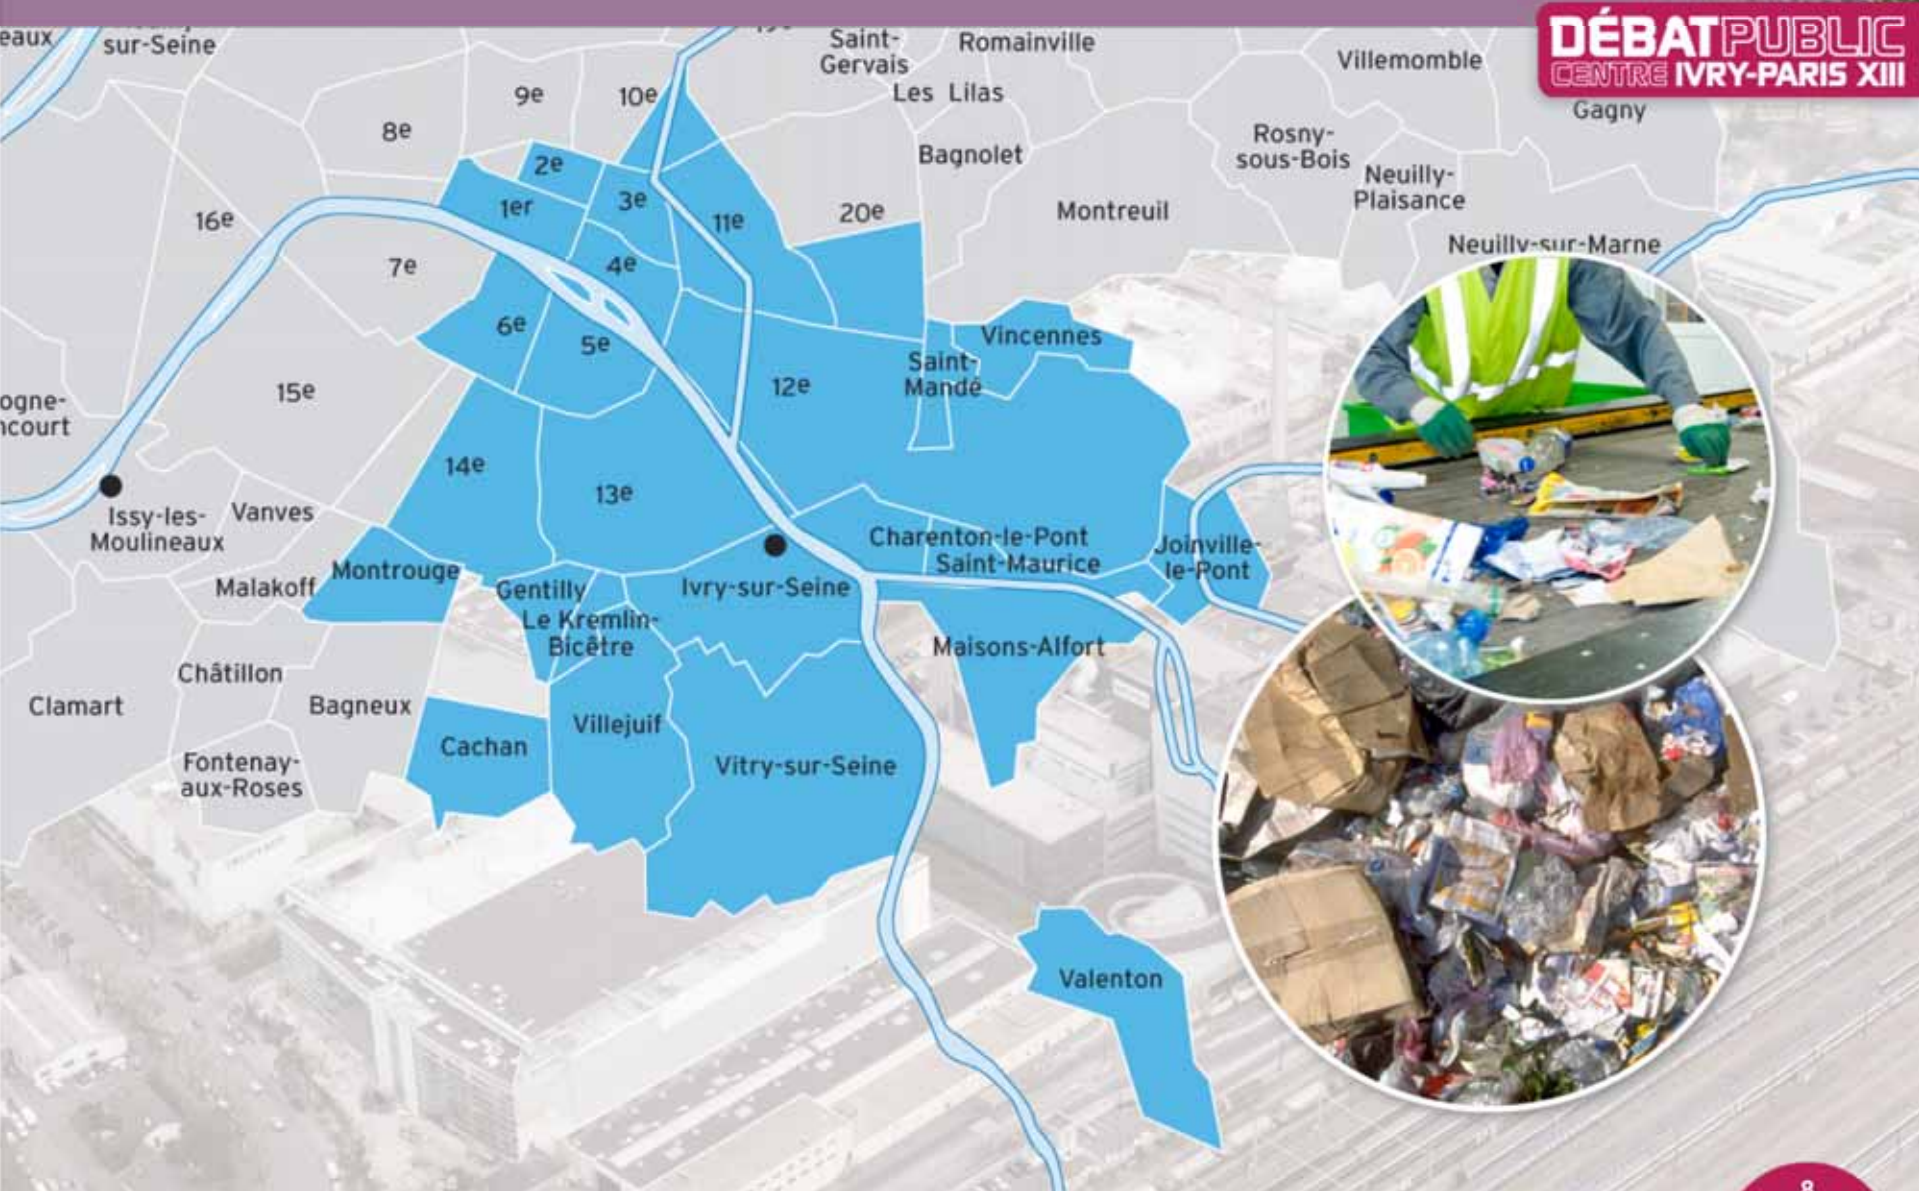 DÉBATPUBLIC
CENTRE IVRY-PARIS XIII
eaux
sur-Seine
Saint-
Gervais
Romainville
Villemomble
Les Lilas
Gagny
9e
10e
8e
Bagnolet
Rosny-
sous-Bois
Neuilly-
Plaisance
2e
1er
3e
11e
20e
Montreuil
16e
Neuilly-sur-Marne
7e
4e
6e
5e
Vincennes
Saint-
Mandé
12e
15e
ogne-
ncourt
14e
13e
Issy-les-
Moulineaux
Vanves
Charenton-le-Pont
Saint-Maurice
Joinville-
le-Pont
Montrouge
Malakoff
Gentilly
Ivry-sur-Seine
Le Kremlin-
Bicêtre
Maisons-Alfort
Châtillon
Clamart
Bagneux
Villejuif
Cachan
Vitry-sur-Seine
Fontenay-
aux-Roses
Valenton
8